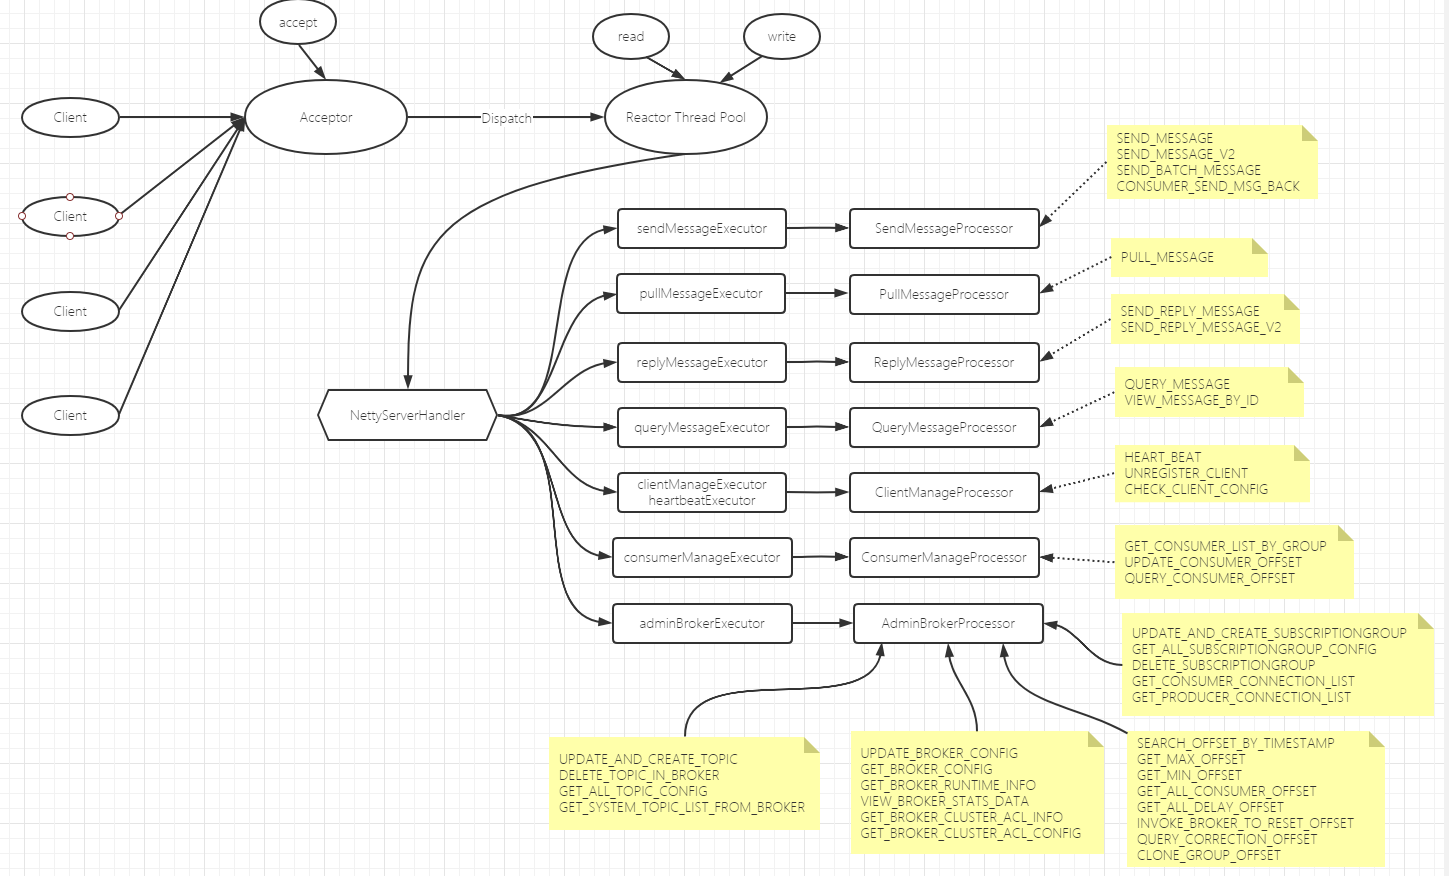 accept
read
write
Client
Acceptor
Dispatch
Reactor Thread Pool
Client
Client
Client
NettyServerHandler
sendMessageExecutor
SendMessageProcessor
SEND_MESSAGE
SEND_MESSAGE_V2
SEND_BATCH_MESSAGE
CONSUMER_SEND_MSG_BACK
pullMessageExecutor
PullMessageProcessor
PULL_MESSAGE
replyMessageExecutor
ReplyMessageProcessor
SEND_REPLY_MESSAGE
SEND_REPLY_MESSAGE_V2
queryMessageExecutor
QueryMessageProcessor
QUERY_MESSAGE
VIEW_MESSAGE_BY_ID
clientManageExecutor
heartbeatExecutor
ClientManageProcessor
HEART_BEAT
UNREGISTER_CLIENT
CHECK_CLIENT_CONFIG
consumerManageExecutor
ConsumerManageProcessor
GET_CONSUMER_LIST_BY_GROUP
UPDATE_CONSUMER_OFFSET
QUERY_CONSUMER_OFFSET
adminBrokerExecutor
AdminBrokerProcessor
UPDATE_AND_CREATE_SUBSCRIPTIONGROUP
GET_ALL_SUBSCRIPTIONGROUP_CONFIG
DELETE_SUBSCRIPTIONGROUP
GET_CONSUMER_CONNECTION_LIST
GET_PRODUCER_CONNECTION_LIST
UPDATE_AND_CREATE_TOPIC
DELETE_TOPIC_IN_BROKER
GET_ALL_TOPIC_CONFIG
GET_SYSTEM_TOPIC_LIST_FROM_BROKER
UPDATE_BROKER_CONFIG
GET_BROKER_CONFIG
GET_BROKER_RUNTIME_INFO
VIEW_BROKER_STATS_DATA
GET_BROKER_CLUSTER_ACL_INFO
GET_BROKER_CLUSTER_ACL_CONFIG
SEARCH_OFFSET_BY_TIMESTAMP
GET_MAX_OFFSET
GET_MIN_OFFSET
GET_ALL_CONSUMER_OFFSET
GET_ALL_DELAY_OFFSET
INVOKE_BROKER_TO_RESET_OFFSET
QUERY_CORRECTION_OFFSET
CLONE_GROUP_OFFSET